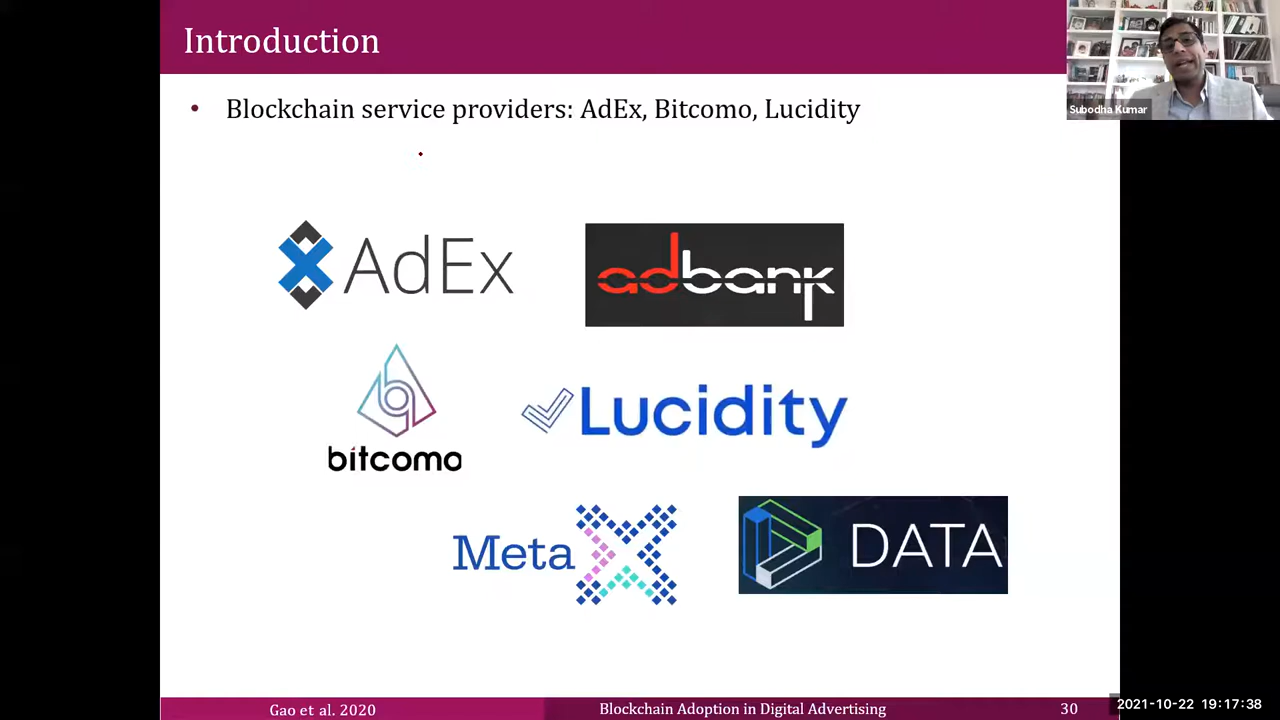 Introduction
Subodha Kumar
• Blockchain service providers: AdEx, Bitcomo, Lucidity
AdEx
adbank
bitcomo
Lucidity
MetaX
DATA
Gao et al. 2020
Blockchain Adoption in Digital Advertising
30
2021-10-22 19:17:38